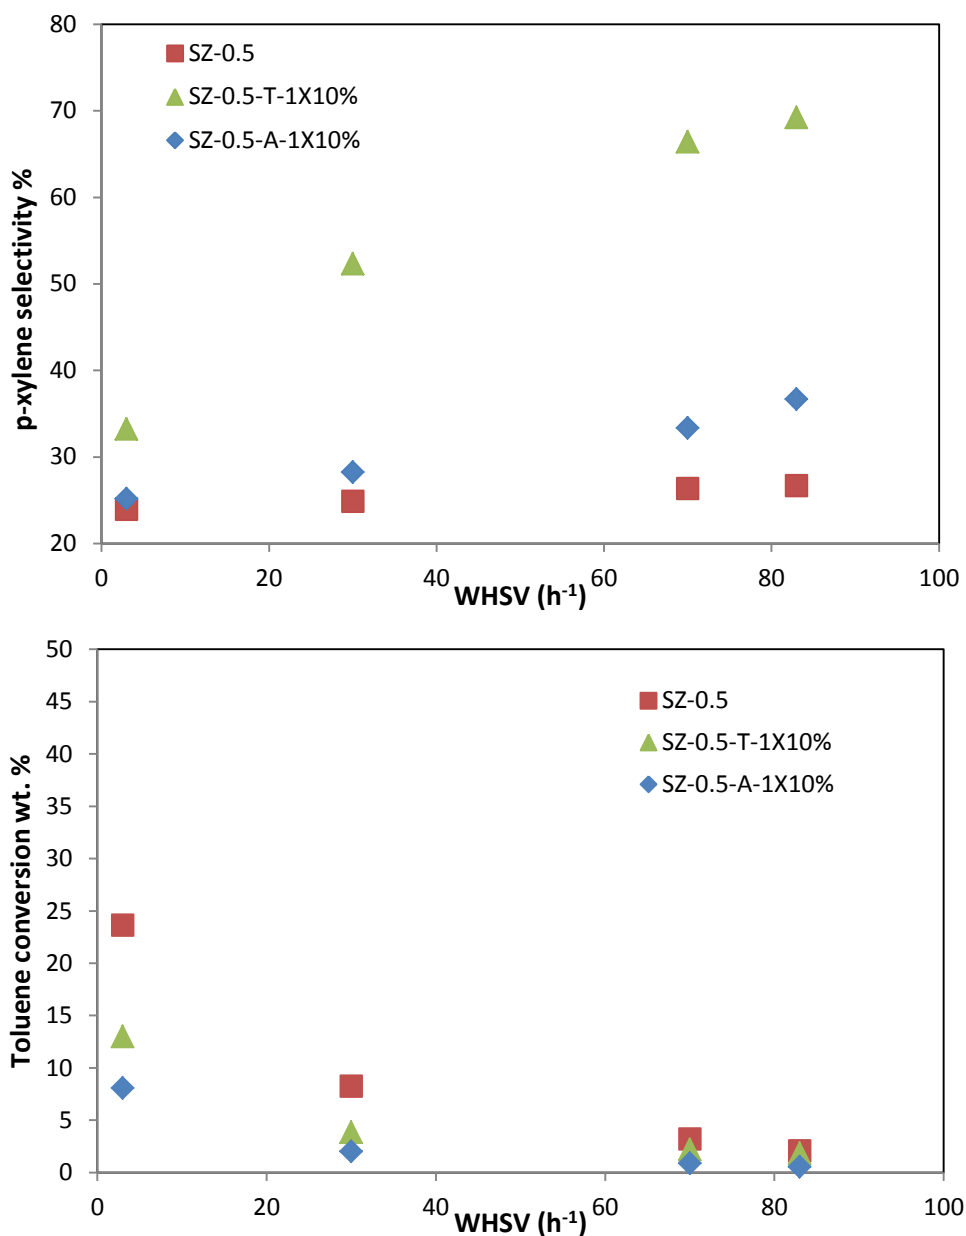 80
70
60
50
40
30
20
p-xylene selectivity %
SZ-0.5
SZ-0.5-T-1X10%
SZ-0.5-A-1X10%
0 20 40 60 80 100
WHSV (h⁻¹)
50
45
40
35
30
25
20
15
10
5
0
Toluene conversion wt. %
SZ-0.5
SZ-0.5-T-1X10%
SZ-0.5-A-1X10%
0 20 40 60 80 100
WHSV (h⁻¹)